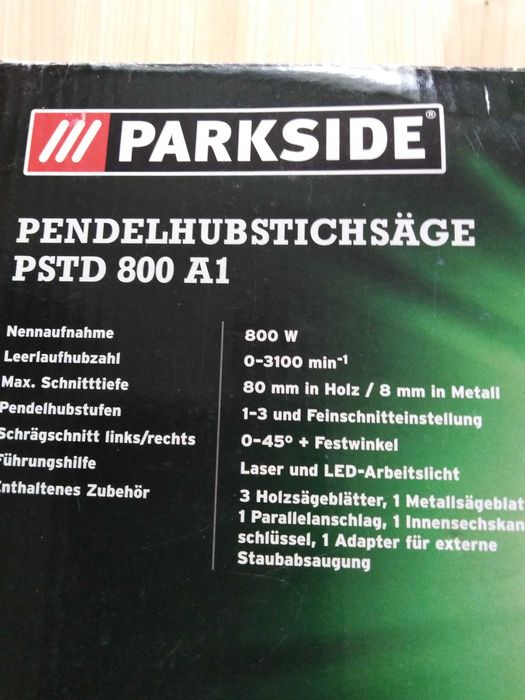 PARKSIDE®
PENDELHUBSTICHSÄGE
PSTD 800 A1
Nennaufnahme 800 W
Leerlaufhubzahl 0-3100 min-1
Max. Schnitttiefe 80 mm in Holz / 8 mm in Metall
Pendelhubstufen 1-3 und Feinschnitteinstellung
Schrägschnitt links/rechts 0-45° + Festwinkel
Führungshilfe Laser und LED-Arbeitslicht
Enthaltenes Zubehör 3 Holzsägeblätter, 1 Metallsägeblat
1 Parallelanschlag, 1 Innensechskan
schlüssel, 1 Adapter für externe
Staubabsaugung